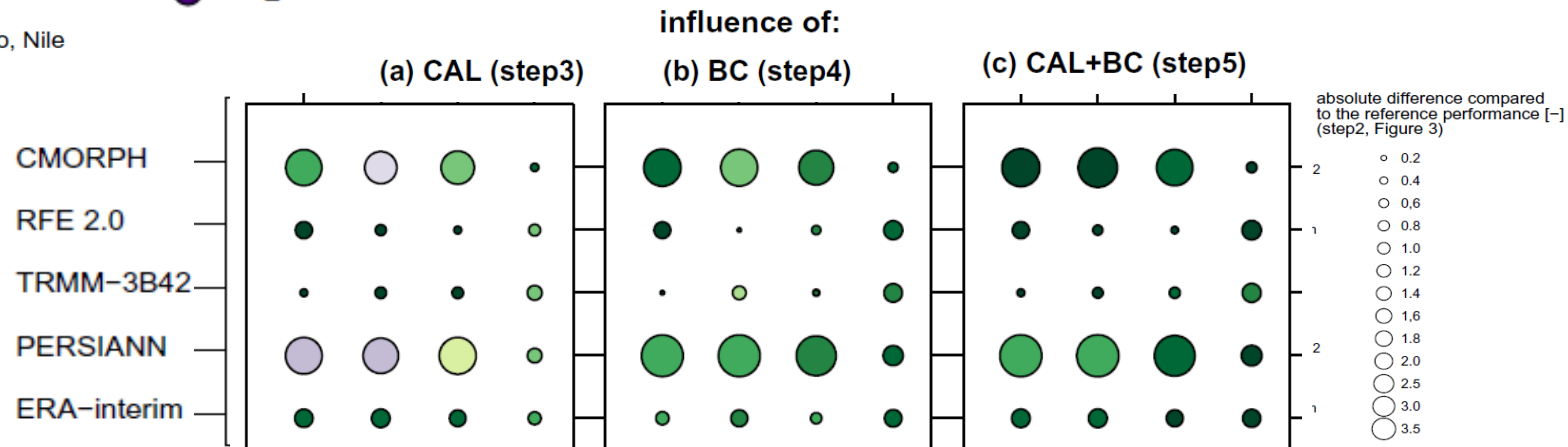 influence of:
o, Nile
(a) CAL (step3)
(b) BC (step4)
(c) CAL+BC (step5)
absolute difference compared
to the reference performance [−]
(step2, Figure 3)
CMORPH
2
0.2
0.4
RFE 2.0
0,6
0.8
1.0
TRMM−3B42
1.2
1.4
1,6
PERSIANN
2
1.8
2.0
2.5
ERA−interim
3.0
3.5